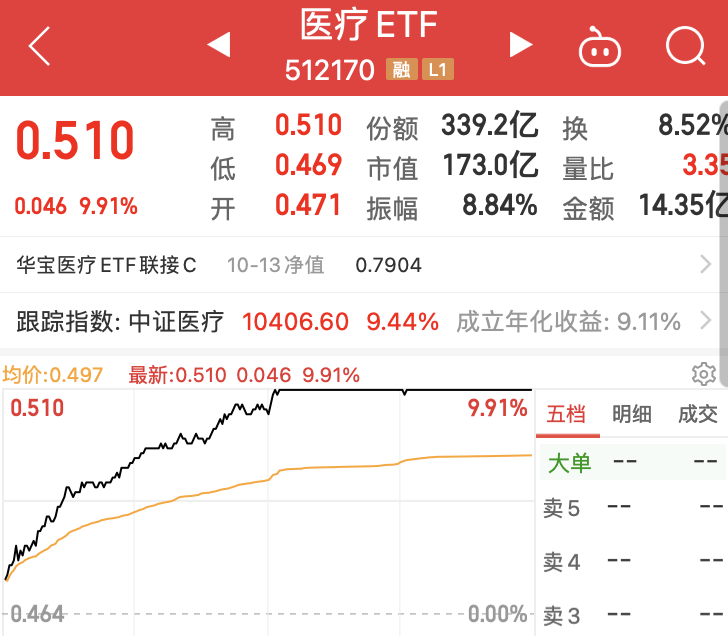 医疗ETF
512170 融 L1
0.510 高 0.510 份额 339.2亿 换 8.52%
低 0.469 市值 173.0亿 量比 3.35
0.046 9.91% 开 0.471 振幅 8.84% 金额 14.35亿
华宝医疗ETF联接C 10-13净值 0.7904
跟踪指数: 中证医疗 10406.60 9.44% 成立年化收益: 9.11%
均价:0.497 最新:0.510 0.046 9.91%
0.510 9.91% 五档 明细 成交
大单 -- --
卖5 -- --
卖4 -- --
0.464 0.00% 卖3 -- --